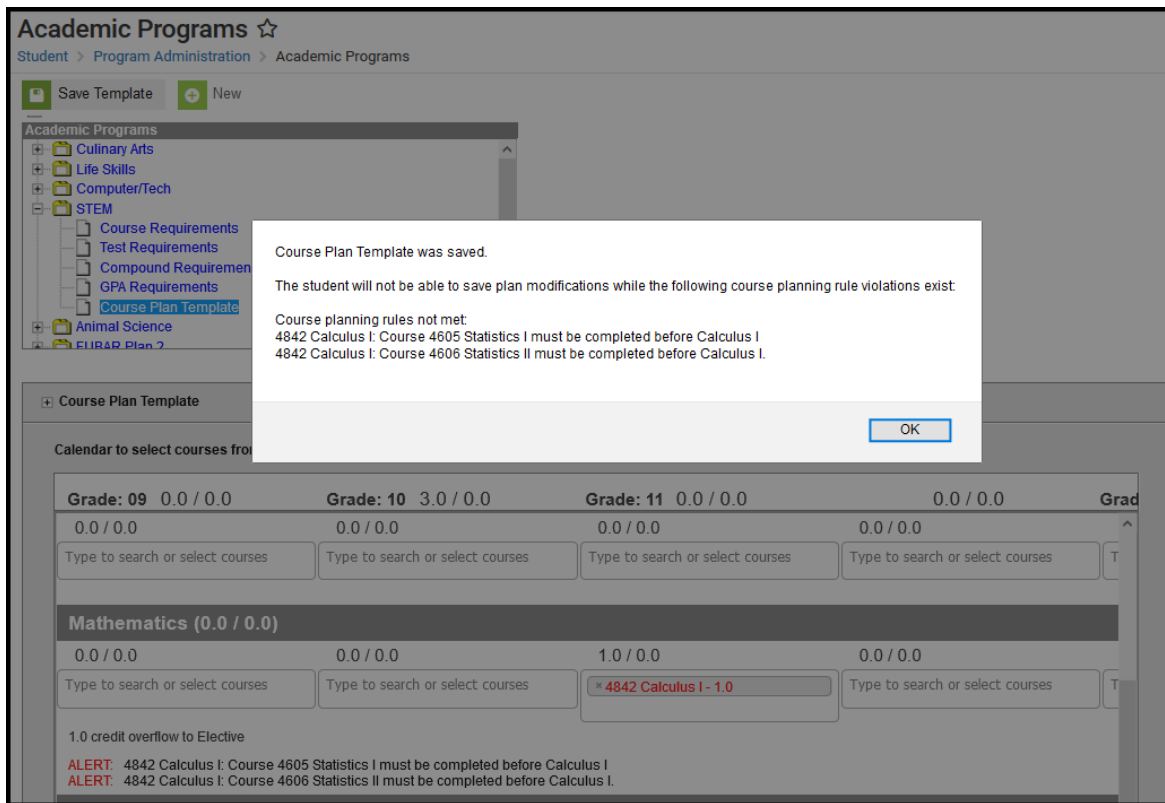 Academic Programs
Student > Program Administration > Academic Programs
Save Template New
Academic Programs
Culinary Arts
Life Skills
Computer/Tech
STEM
Course Requirements
Test Requirements
Compound Requiremen
GPA Requirements
Course Plan Template
Animal Science
EUBAR Plan 2
Course Plan Template was saved.
The student will not be able to save plan modifications while the following course planning rule violations exist:
Course planning rules not met:
4842 Calculus I: Course 4605 Statistics I must be completed before Calculus I
4842 Calculus I: Course 4606 Statistics II must be completed before Calculus I.
OK
Course Plan Template
Calendar to select courses from
Grade: 09 0.0 / 0.0 Grade: 10 3.0 / 0.0 Grade: 11 0.0 / 0.0 0.0 / 0.0 Grad
0.0 / 0.0 0.0 / 0.0 0.0 / 0.0 0.0 / 0.0
Type to search or select courses Type to search or select courses Type to search or select courses Type to search or select courses T
Mathematics (0.0 / 0.0)
0.0 / 0.0 0.0 / 0.0 1.0 / 0.0 0.0 / 0.0
Type to search or select courses Type to search or select courses × 4842 Calculus I - 1.0 Type to search or select courses T
1.0 credit overflow to Elective
ALERT: 4842 Calculus I: Course 4605 Statistics I must be completed before Calculus I
ALERT: 4842 Calculus I: Course 4606 Statistics II must be completed before Calculus I.